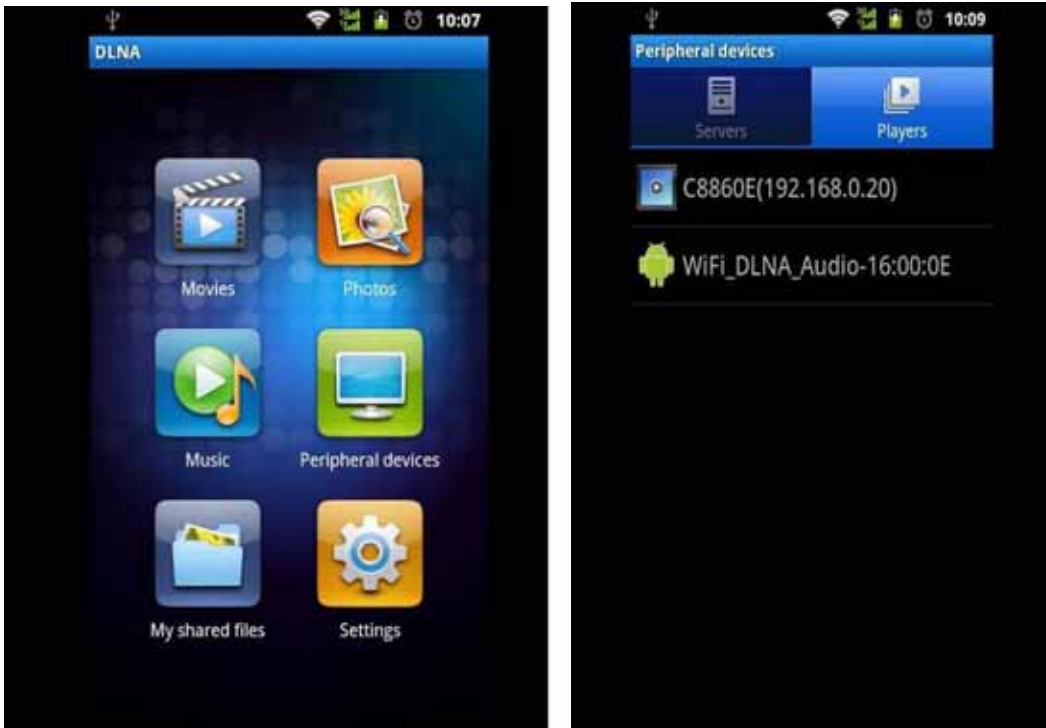 10:07
DLNA
Movies
Photos
Music
Peripheral devices
My shared files
Settings
10:09
Peripheral devices
Servers
Players
C8860E(192.168.0.20)
WiFi_DLNA_Audio-16:00:0E